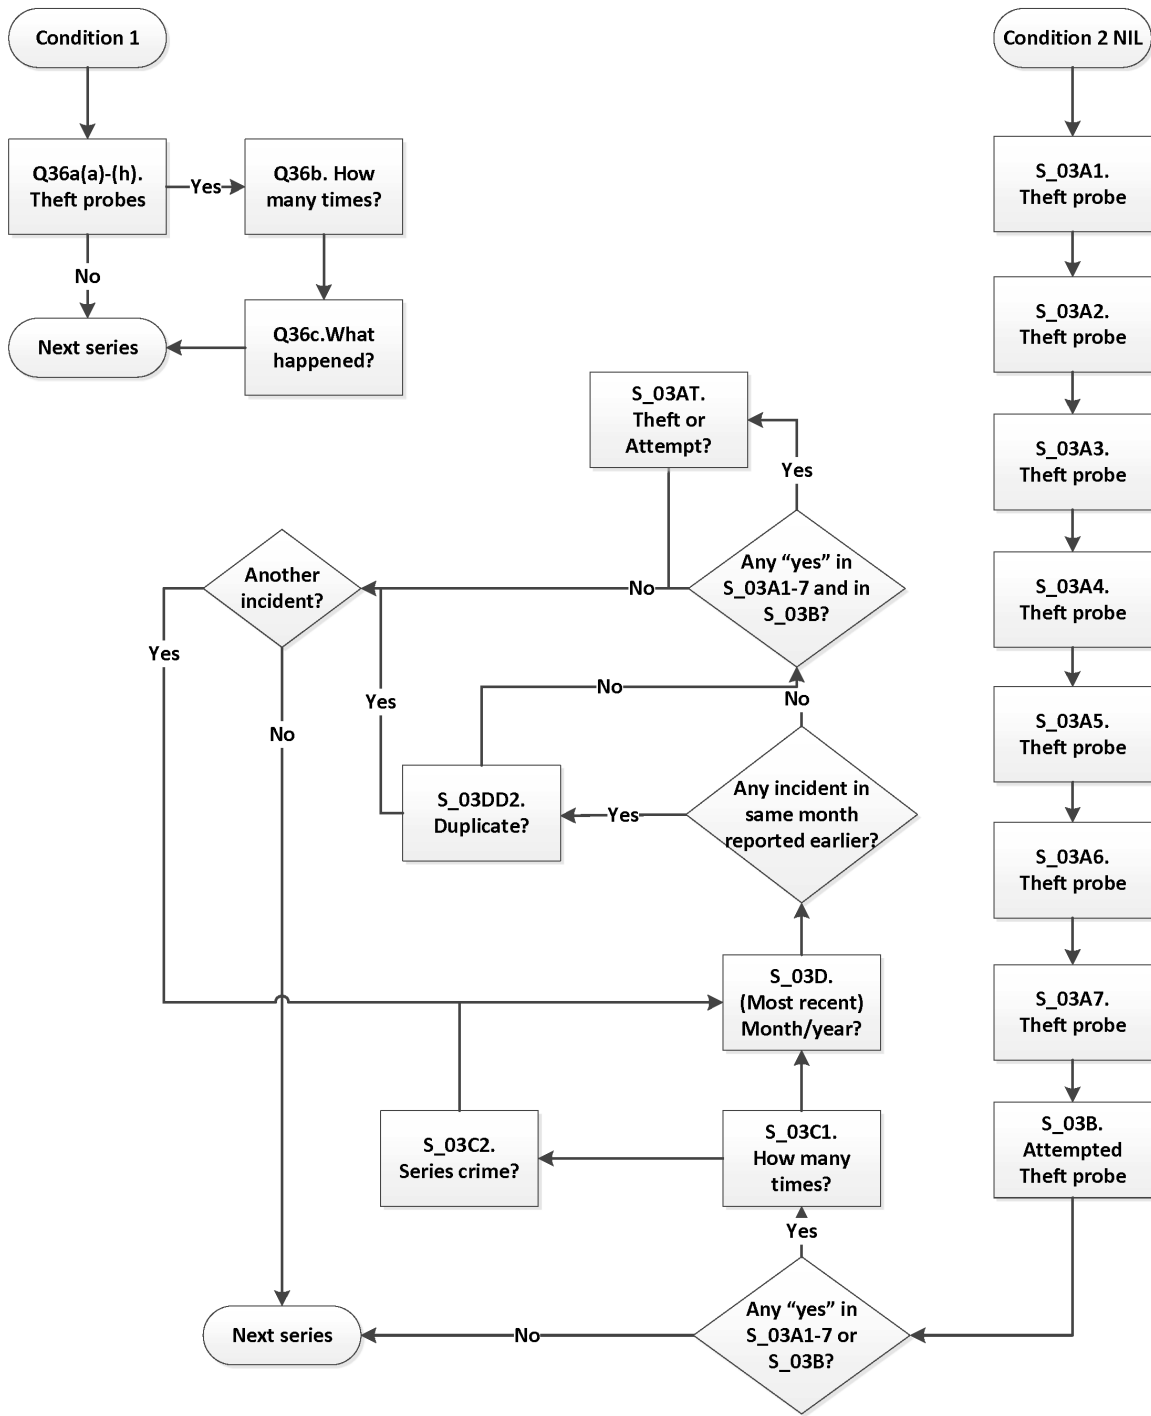 Condition 1
Condition 2 NIL
Q36a(a)-(h).
Theft probes
Yes
Q36b. How
many times?
No
Next series
Q36c.What
happened?
S_03A1.
Theft probe
S_03A2.
Theft probe
S_03A3.
Theft probe
S_03A4.
Theft probe
S_03A5.
Theft probe
S_03A6.
Theft probe
S_03A7.
Theft probe
S_03B.
Attempted
Theft probe
S_03AT.
Theft or
Attempt?
Yes
Any “yes” in
S_03A1-7 and in
S_03B?
No
Another
incident?
Yes
No
Yes
No
No
S_03DD2.
Duplicate?
Yes
Any incident in
same month
reported earlier?
S_03D.
(Most recent)
Month/year?
S_03C2.
Series crime?
S_03C1.
How many
times?
Yes
Any “yes” in
S_03A1-7 or
S_03B?
No
Next series